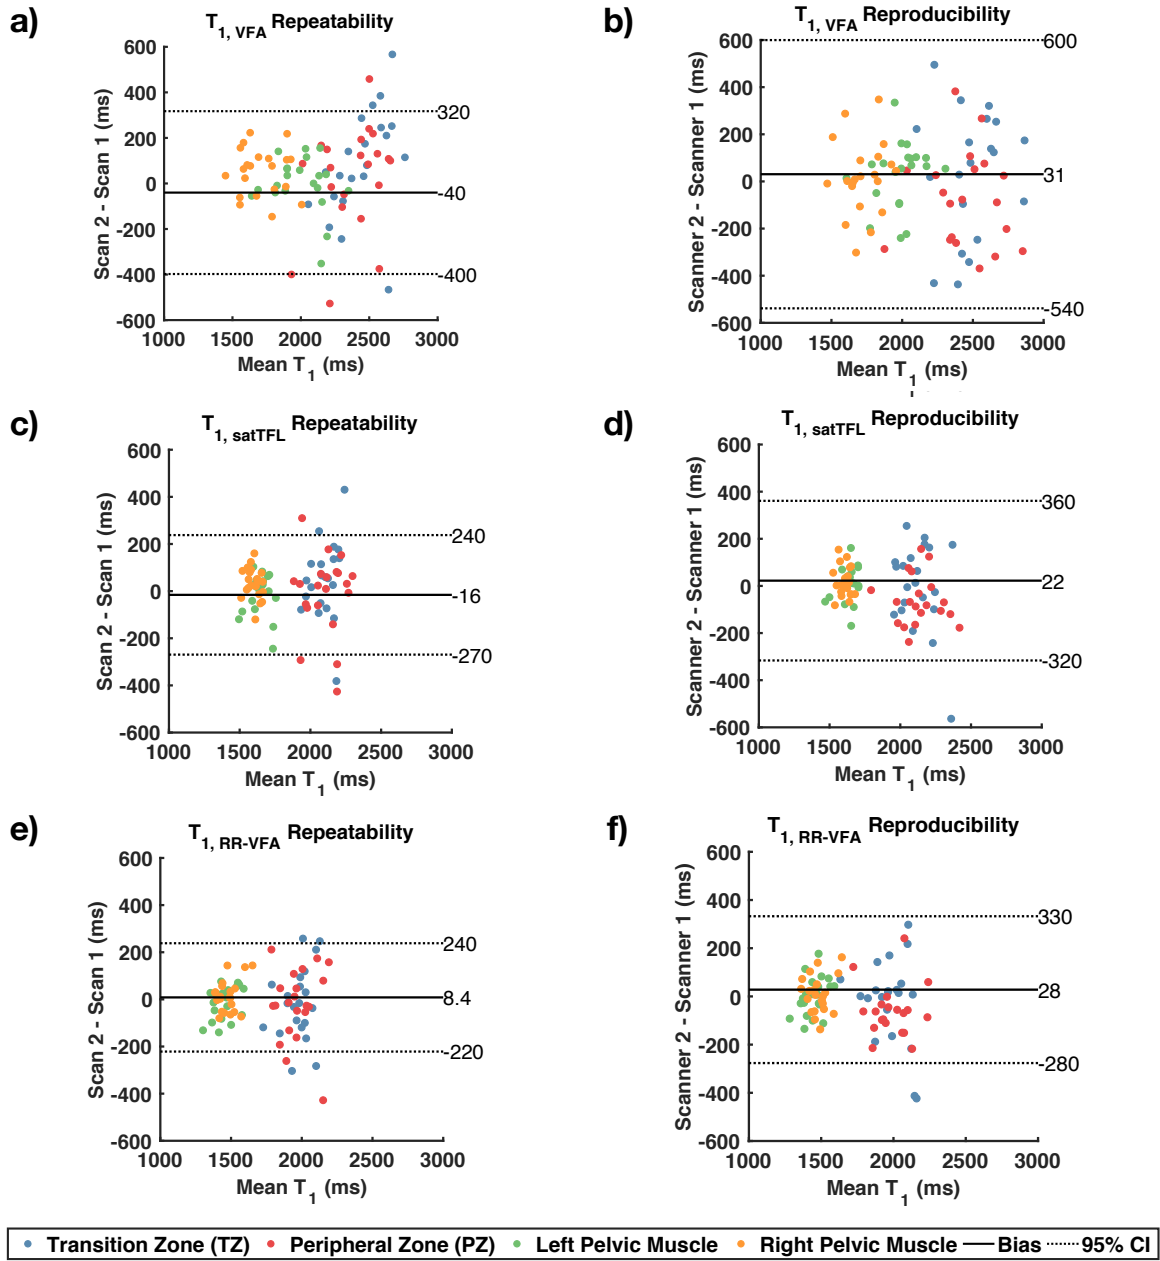 a)
T1, VFA Repeatability
Scan 2 - Scan 1 (ms)
600
400
200
0
-200
-400
-600
320
-40
-400
1000 1500 2000 2500 3000
Mean T1 (ms)
b)
T1, VFA Reproducibility
Scanner 2 - Scanner 1 (ms)
600
400
200
0
-200
-400
-600
600
31
-540
1000 1500 2000 2500 3000
Mean T1 (ms)
c)
T1, satTFL Repeatability
Scan 2 - Scan 1 (ms)
600
400
200
0
-200
-400
-600
240
-16
-270
1000 1500 2000 2500 3000
Mean T1 (ms)
d)
T1, satTFL Reproducibility
Scanner 2 - Scanner 1 (ms)
600
400
200
0
-200
-400
-600
360
22
-320
1000 1500 2000 2500 3000
Mean T1 (ms)
e)
T1, RR-VFA Repeatability
Scan 2 - Scan 1 (ms)
600
400
200
0
-200
-400
-600
240
8.4
-220
1000 1500 2000 2500 3000
Mean T1 (ms)
f)
T1, RR-VFA Reproducibility
Scanner 2 - Scanner 1 (ms)
600
400
200
0
-200
-400
-600
330
28
-280
1000 1500 2000 2500 3000
Mean T1 (ms)
Transition Zone (TZ) Peripheral Zone (PZ) Left Pelvic Muscle Right Pelvic Muscle Bias 95% CI